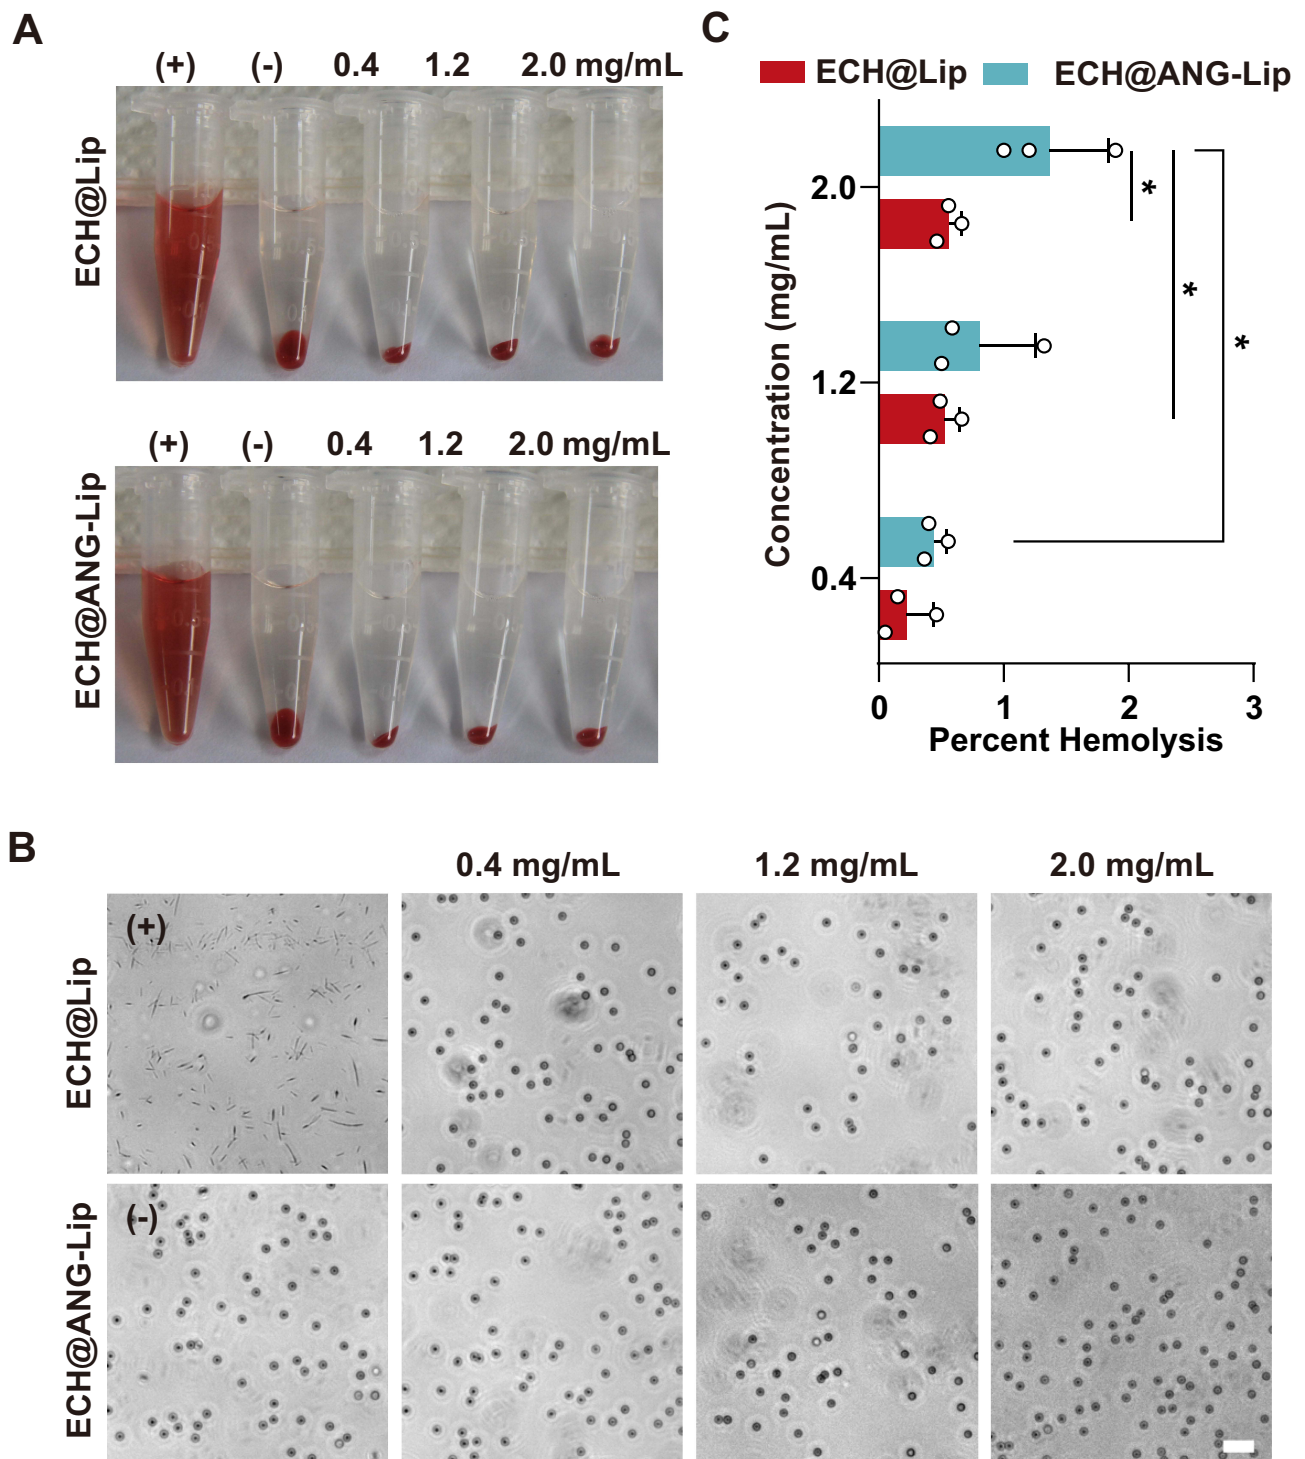 A
(+) (-) 0.4 1.2 2.0 mg/mL
ECH@Lip
(+) (-) 0.4 1.2 2.0 mg/mL
ECH@ANG-Lip
C
ECH@Lip ECH@ANG-Lip
Concentration (mg/mL)
2.0
1.2
0.4
*
*
*
0 1 2 3
Percent Hemolysis
B
0.4 mg/mL 1.2 mg/mL 2.0 mg/mL
ECH@Lip
(+)
ECH@ANG-Lip
(-)